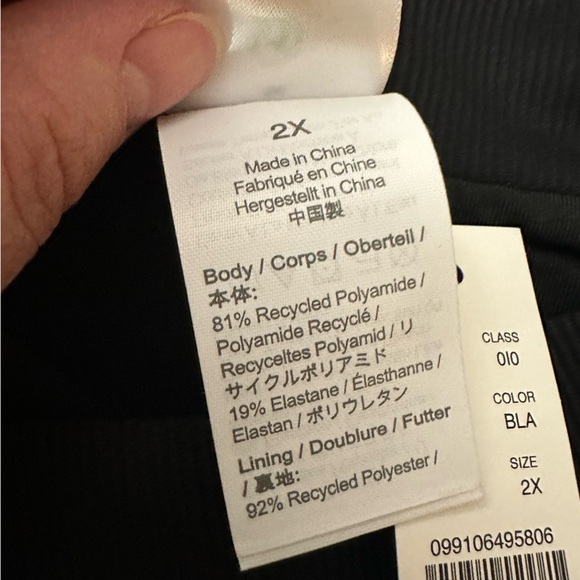 2X
Made in China
Fabriqué en Chine
Hergestellt in China
中国製
Body / Corps / Oberteil /
本体:
81% Recycled Polyamide /
Polyamide Recyclé /
Recyceltes Polyamid / リ
サイクルポリアミド
19% Elastane / Élasthanne /
Elastan / ポリウレタン
Lining / Doublure / Futter
/ 裏地:
92% Recycled Polyester /
CLASS
0I0
COLOR
BLA
SIZE
2X
099106495806